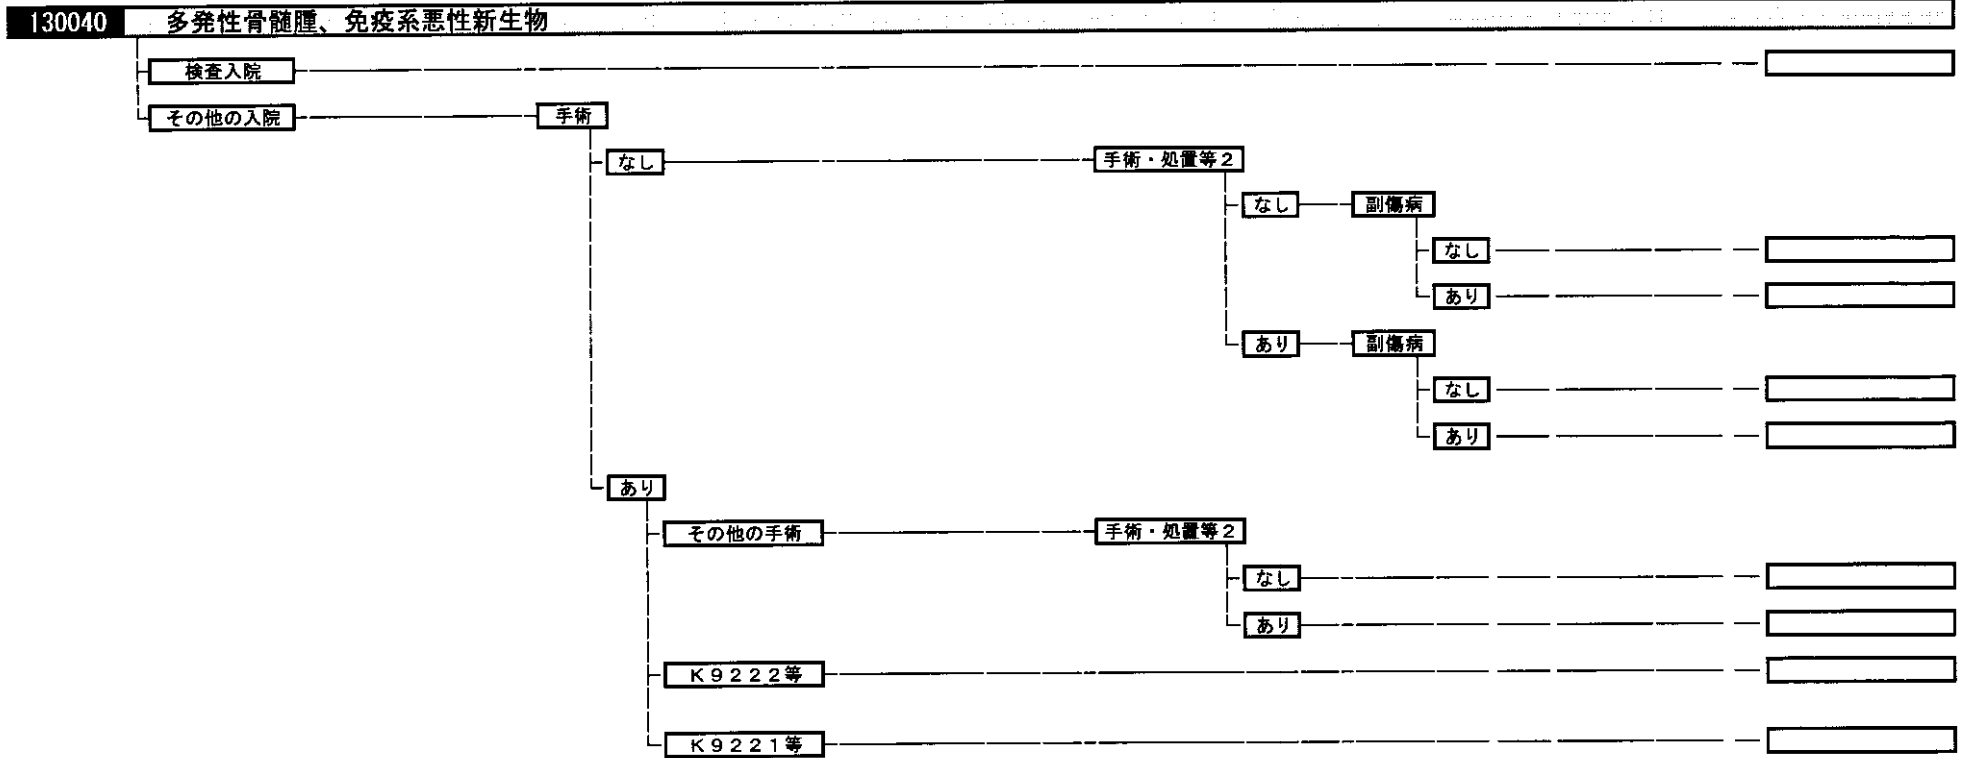 130040 多発性骨髄腫、免疫系悪性新生物
検査入院
その他の入院 手術
なし 手術・処置等2
なし 副傷病
なし
あり
あり 副傷病
なし
あり
あり
その他の手術 手術・処置等2
なし
あり
K9222等
K9221等